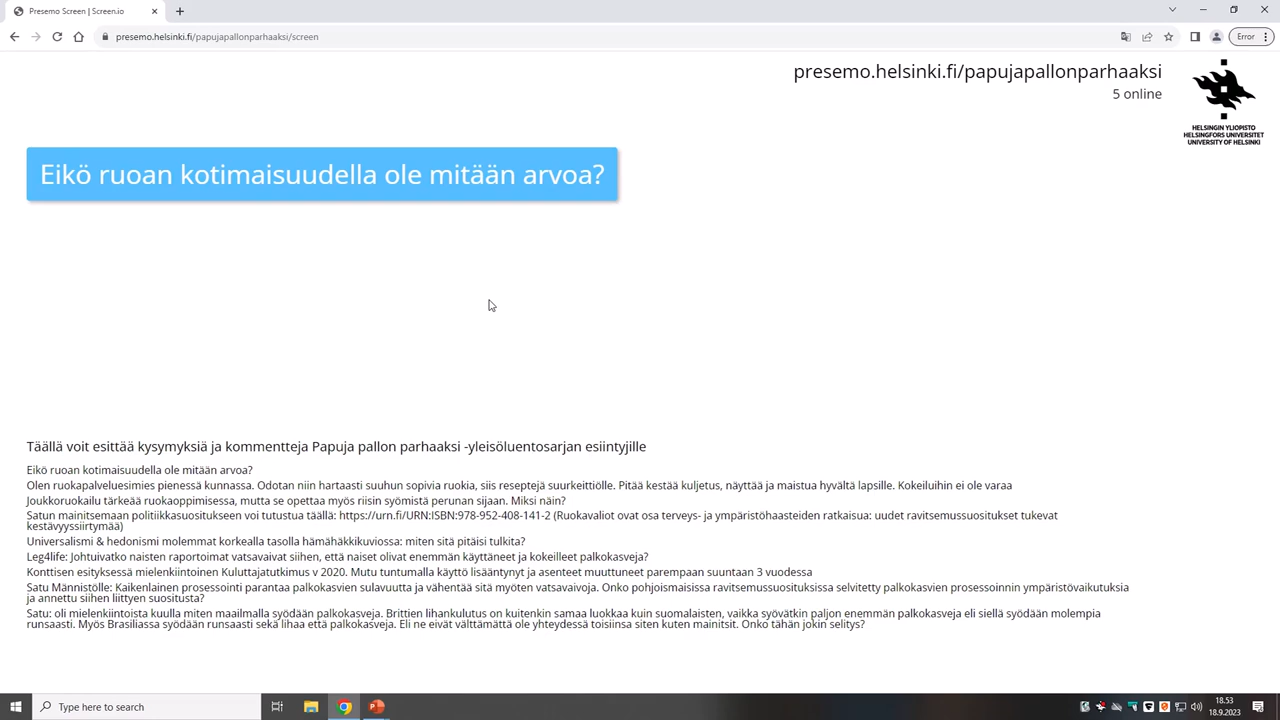 Presemo Screen | Screen.io
presemo.helsinki.fi/papujapallonparhaaksi/screen
Error
presemo.helsinki.fi/papujapallonparhaaksi
5 online
HELSINGIN YLIOPISTO
HELSINGFORS UNIVERSITET
UNIVERSITY OF HELSINKI
Eikö ruoan kotimaisuudella ole mitään arvoa?
Täällä voit esittää kysymyksiä ja kommentteja Papuja pallon parhaaksi -yleisöluentosarjan esiintyjille
Eikö ruoan kotimaisuudella ole mitään arvoa?
Olen ruokapalveluesimies pienessä kunnassa. Odotan niin hartaasti suuhun sopivia ruokia, siis reseptejä suurkeittiölle. Pitää kestää kuljetus, näyttää ja maistua hyvältä lapsille. Kokeiluihin ei ole varaa
Joukkoruokailu tärkeää ruokaoppimisessa, mutta se opettaa myös riisin syömistä perunan sijaan. Miksi näin?
Satun mainitsemaan politiikkasuositukseen voi tutustua täällä: https://urn.fi/URN:ISBN:978-952-408-141-2 (Ruokavaliot ovat osa terveys- ja ympäristöhaasteiden ratkaisua: uudet ravitsemussuositukset tukevat
kestävyyssiirtymää)
Universalismi & hedonismi molemmat korkealla tasolla hämähäkkikuviossa: miten sitä pitäisi tulkita?
Leg4life: Johtuivatko naisten raportoimat vatsavaivat siihen, että naiset olivat enemmän käyttäneet ja kokeilleet palkokasveja?
Konttisen esityksessä mielenkiintoinen Kuluttajatutkimus v 2020. Mutu tuntumalla käyttö lisääntynyt ja asenteet muuttuneet parempaan suuntaan 3 vuodessa
Satu Männistölle: Kaikenlainen prosessointi parantaa palkokasvien sulavuutta ja vähentää sitä myöten vatsavaivoja. Onko pohjoismaisissa ravitsemussuosituksissa selvitetty palkokasvien prosessoinnin ympäristövaikutuksia
ja annettu siihen liittyen suositusta?
Satu: oli mielenkiintoista kuulla miten maailmalla syödään palkokasveja. Brittien lihankulutus on kuitenkin samaa luokkaa kuin suomalaisten, vaikka syövätkin paljon enemmän palkokasveja eli siellä syödään molempia
runsaasti. Myös Brasiliassa syödään runsaasti sekä lihaa että palkokasveja. Eli ne eivät välttämättä ole yhteydessä toisiinsa siten kuten mainitsit. Onko tähän jokin selitys?
Type here to search
18.53
18.9.2023